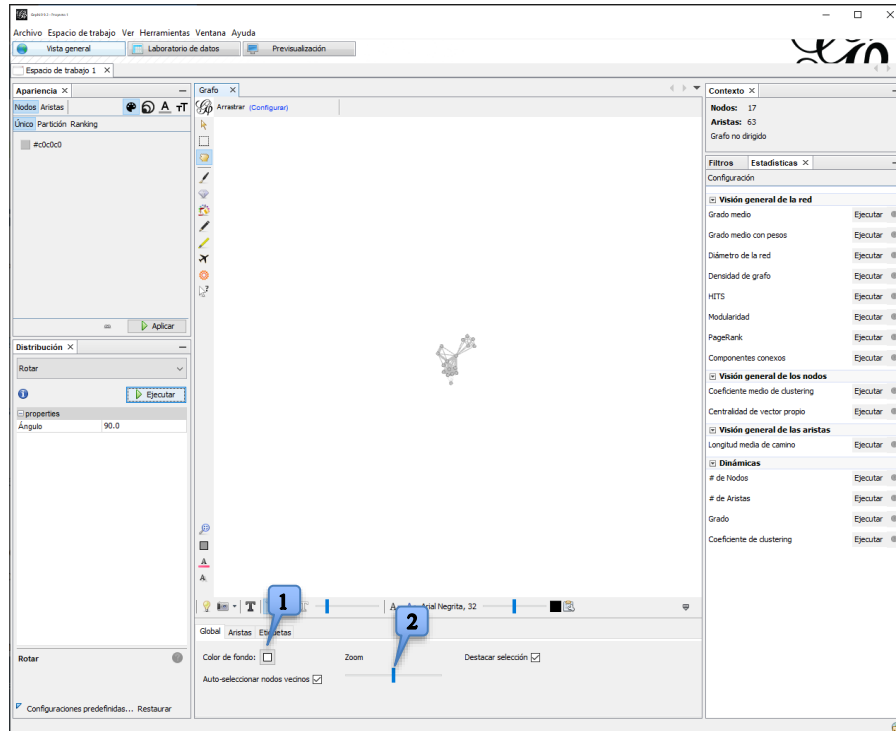 Archivo Espacio de trabajo Ver Herramientas Ventana Ayuda
Vista general
Laboratorio de datos
Previsualización
Espacio de trabajo 1
Apariencia
Nodos Aristas
Único Partición Ranking
#c0c0c0
Aplicar
Distribución
Rotar
Ejecutar
properties
Ángulo 90.0
Rotar
Configuraciones predefinidas... Restaurar
Grafo
Arrastrar (Configurar)
Arial Negrita, 32
1
2
Global Aristas Etiquetas
Color de fondo:
Zoom
Destacar selección
Auto-seleccionar nodos vecinos
Contexto
Nodos: 17
Aristas: 63
Grafo no dirigido
Filtros Estadísticas
Configuración
Visión general de la red
Grado medio Ejecutar
Grado medio con pesos Ejecutar
Diámetro de la red Ejecutar
Densidad de grafo Ejecutar
HITS Ejecutar
Modularidad Ejecutar
PageRank Ejecutar
Componentes conexos Ejecutar
Visión general de los nodos
Coeficiente medio de clustering Ejecutar
Centralidad de vector propio Ejecutar
Visión general de las aristas
Longitud media de camino Ejecutar
Dinámicas
# de Nodos Ejecutar
# de Aristas Ejecutar
Grado Ejecutar
Coeficiente de clustering Ejecutar